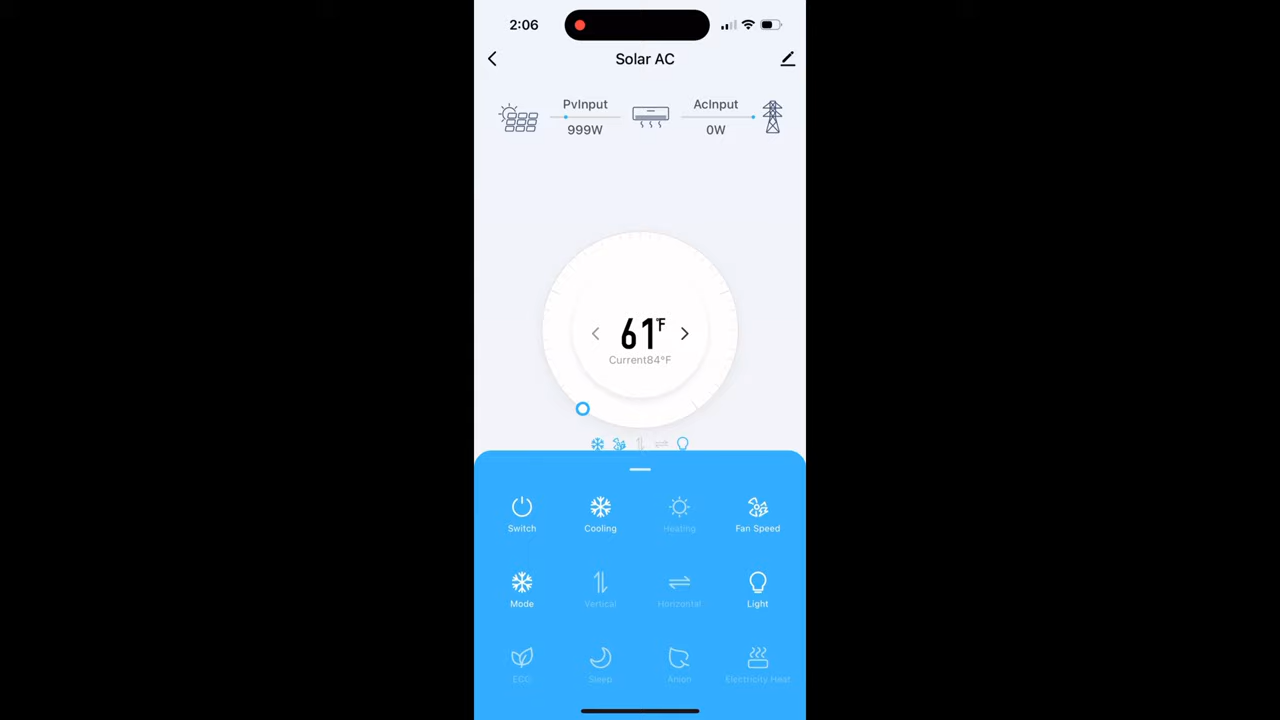 2:06
Solar AC
PvInput
AcInput
999W
0W
61°F
Current84°F
Switch
Cooling
Heating
Fan Speed
Mode
Vertical
Horizontal
Light
ECO
Sleep
Anion
Electricity Heat